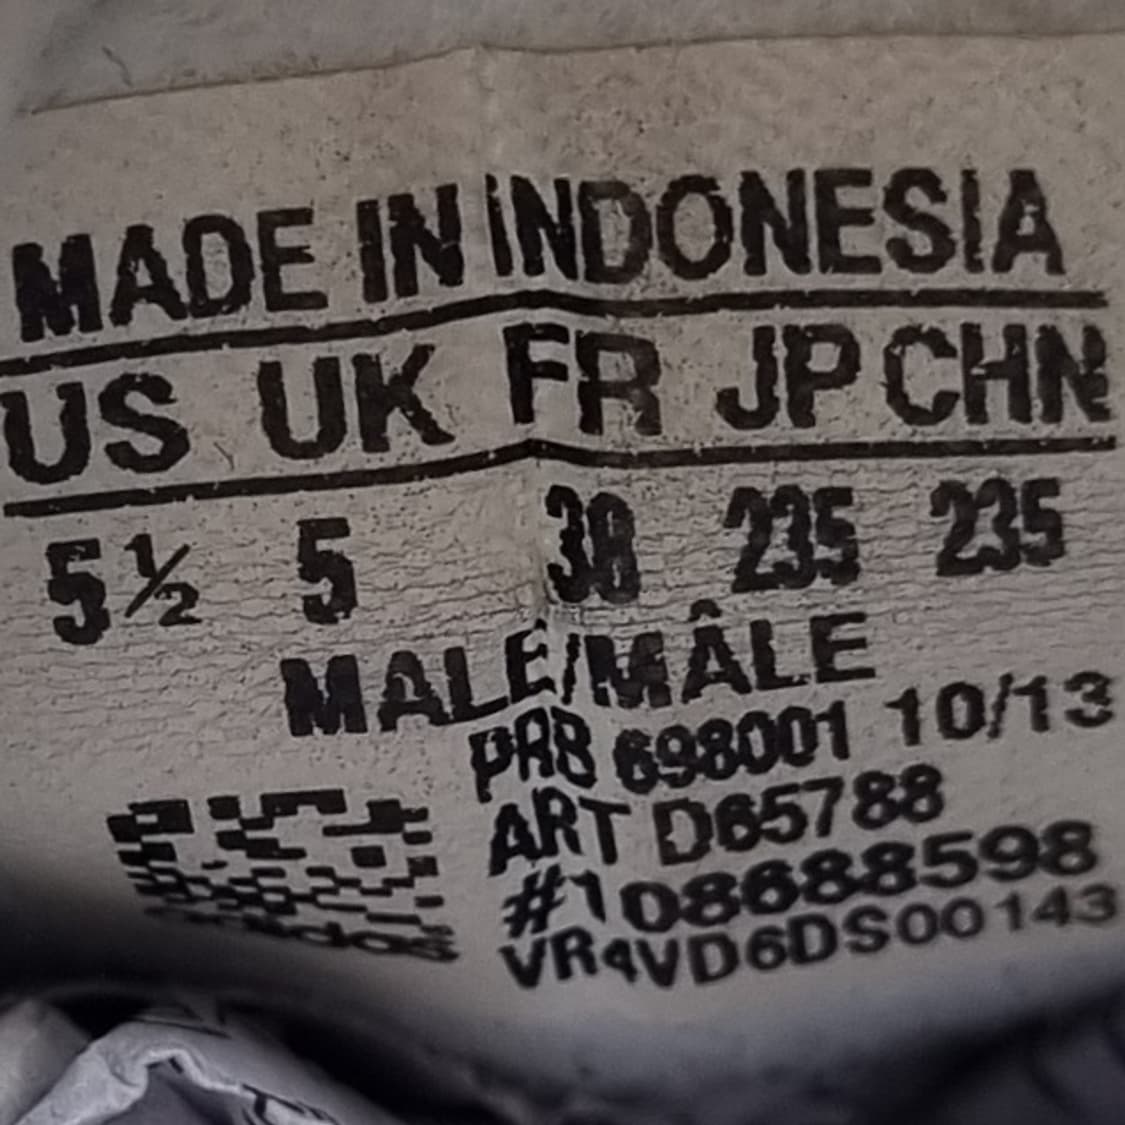 MADE IN INDONESIA
US UK FR JP CHN
5½ 5 38 235 235
MALE/MÂLE
PRB 698001 10/13
ART D65788
#108688598
VR4VD6DS00143
adidas